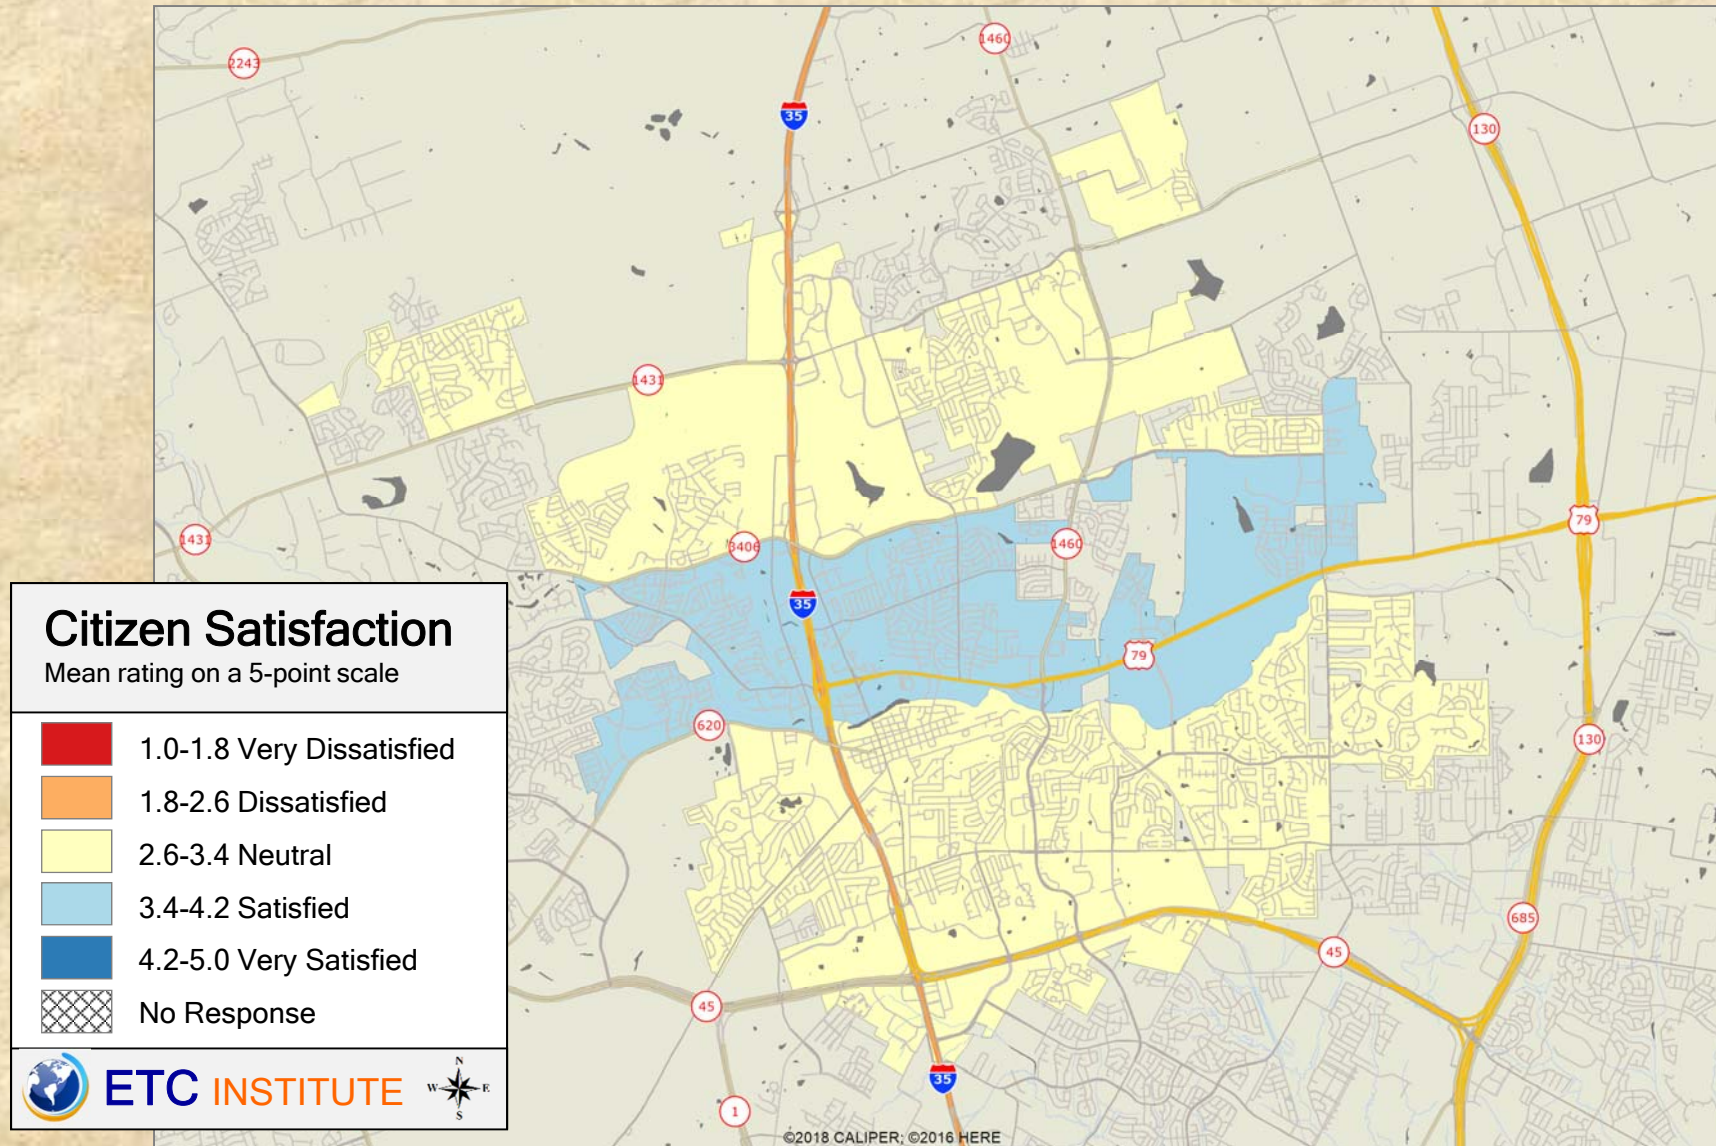 2243
1460
35
130
1431
1431
3406
1460
79
35
79
620
130
685
45
45
35
1
Citizen Satisfaction
Mean rating on a 5-point scale
1.0-1.8 Very Dissatisfied
1.8-2.6 Dissatisfied
2.6-3.4 Neutral
3.4-4.2 Satisfied
4.2-5.0 Very Satisfied
No Response
ETC INSTITUTE
N
W E
S
©2018 CALIPER; ©2016 HERE